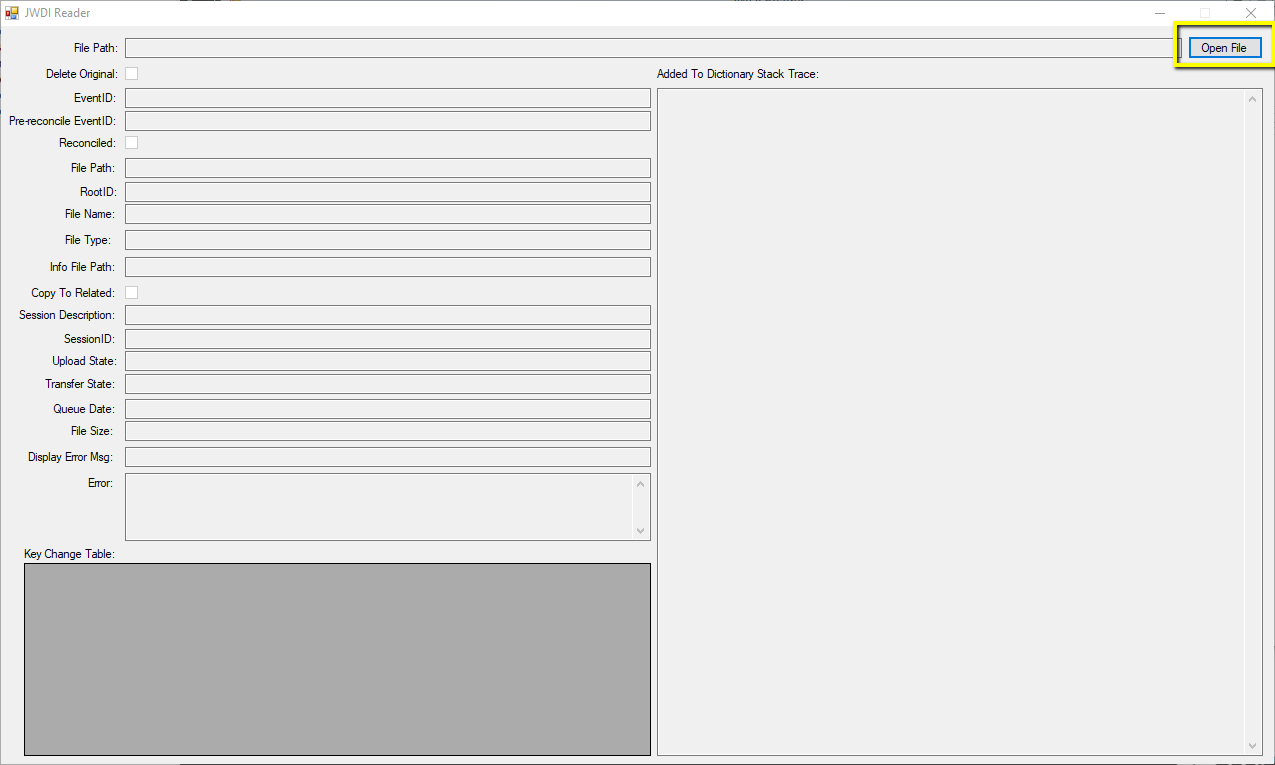 JWDI Reader
File Path:
Open File
Delete Original:
Added To Dictionary Stack Trace:
EventID:
Pre-reconcile EventID:
Reconciled:
File Path:
RootID:
File Name:
File Type:
Info File Path:
Copy To Related:
Session Description:
SessionID:
Upload State:
Transfer State:
Queue Date:
File Size:
Display Error Msg:
Error:
Key Change Table: